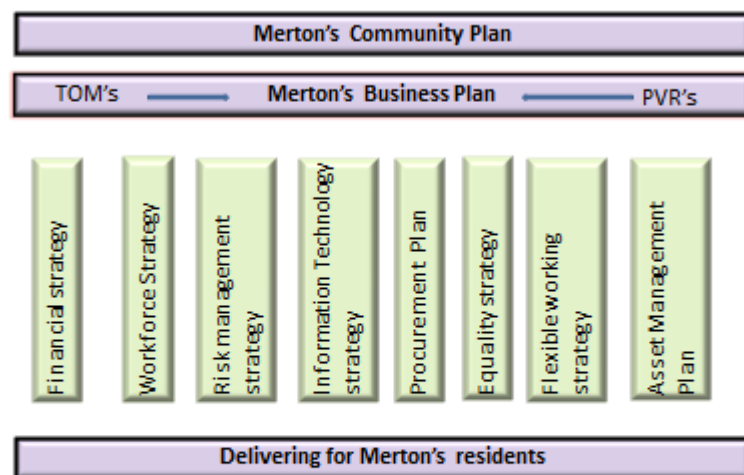 Merton's Community Plan
TOM's Merton's Business Plan PVR's
Financial strategy
Workforce Strategy
Risk management
strategy
Information Technology
strategy
Procurement Plan
Equality strategy
Flexible working
strategy
Asset Management
Plan
Delivering for Merton's residents